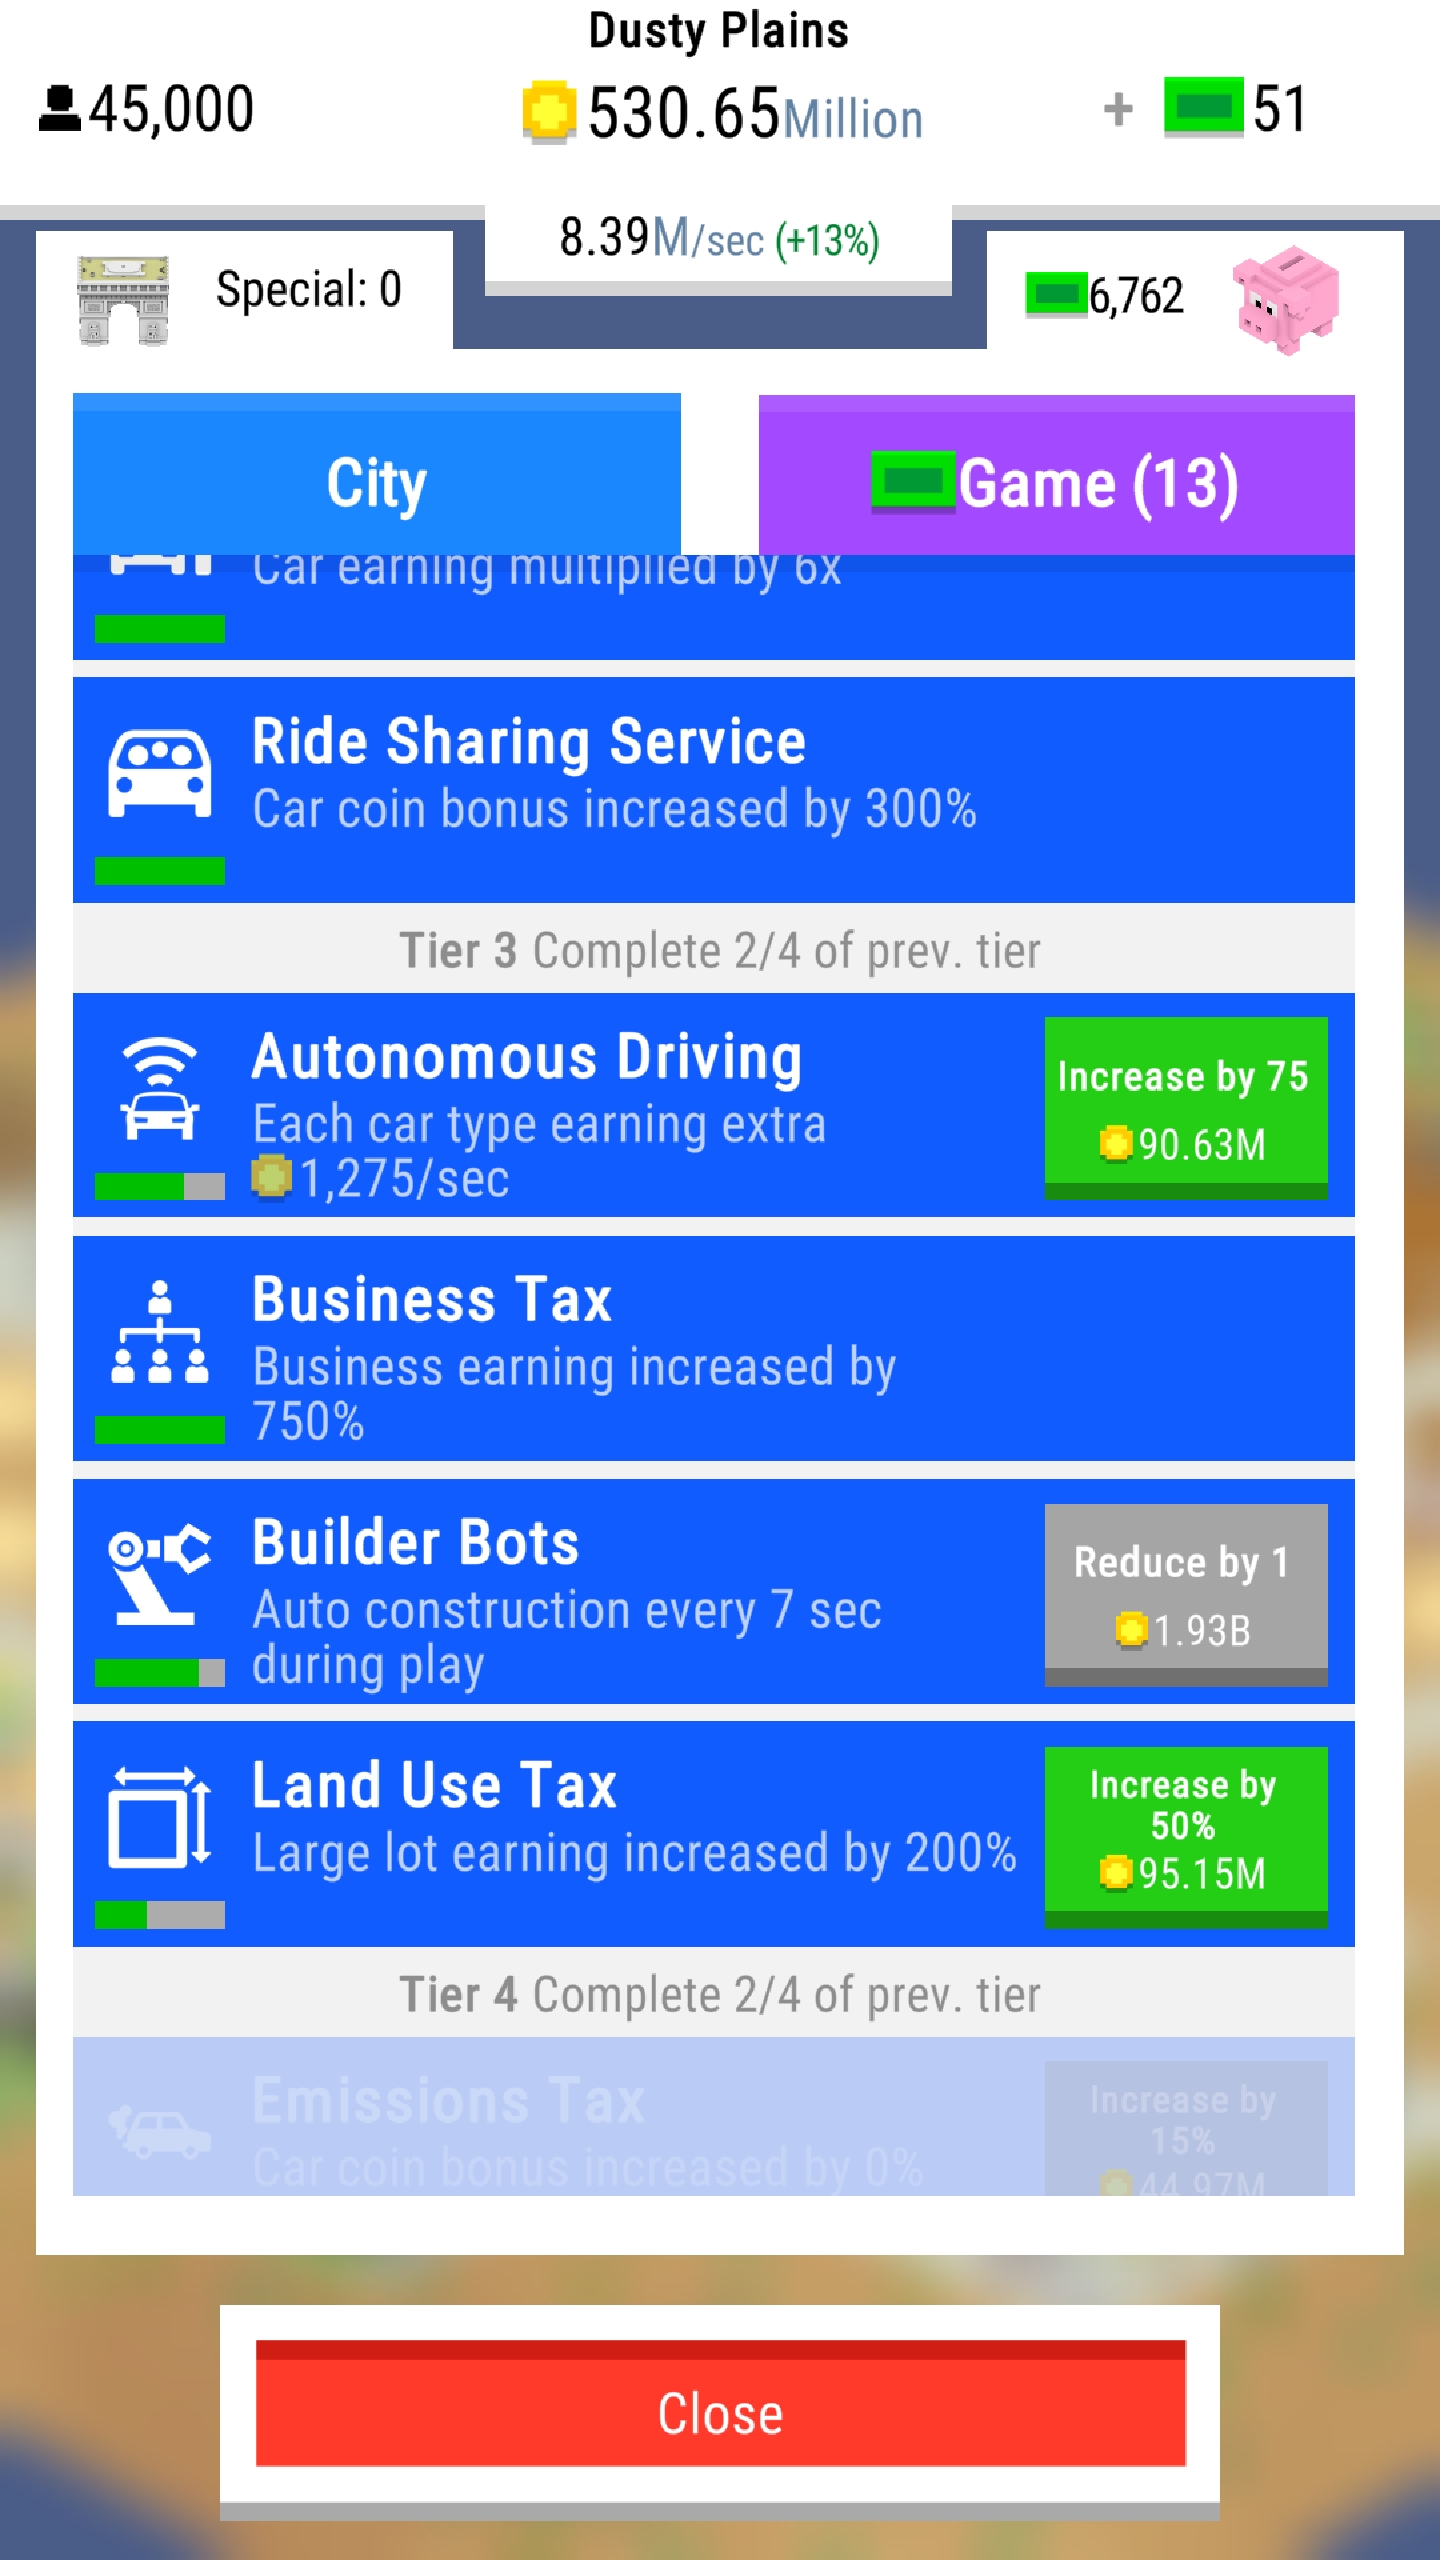 Dusty Plains
45,000
530.65Million
+ 51
8.39M/sec (+13%)
Special: 0
6,762
City
Game (13)
Car earning multiplied by 6x
Ride Sharing Service
Car coin bonus increased by 300%
Tier 3 Complete 2/4 of prev. tier
Autonomous Driving
Each car type earning extra
1,275/sec
Increase by 75
90.63M
Business Tax
Business earning increased by
750%
Builder Bots
Auto construction every 7 sec
during play
Reduce by 1
1.93B
Land Use Tax
Large lot earning increased by 200%
Increase by
50%
95.15M
Tier 4 Complete 2/4 of prev. tier
Emissions Tax
Car coin bonus increased by 0%
Increase by
15%
44.97M
Close